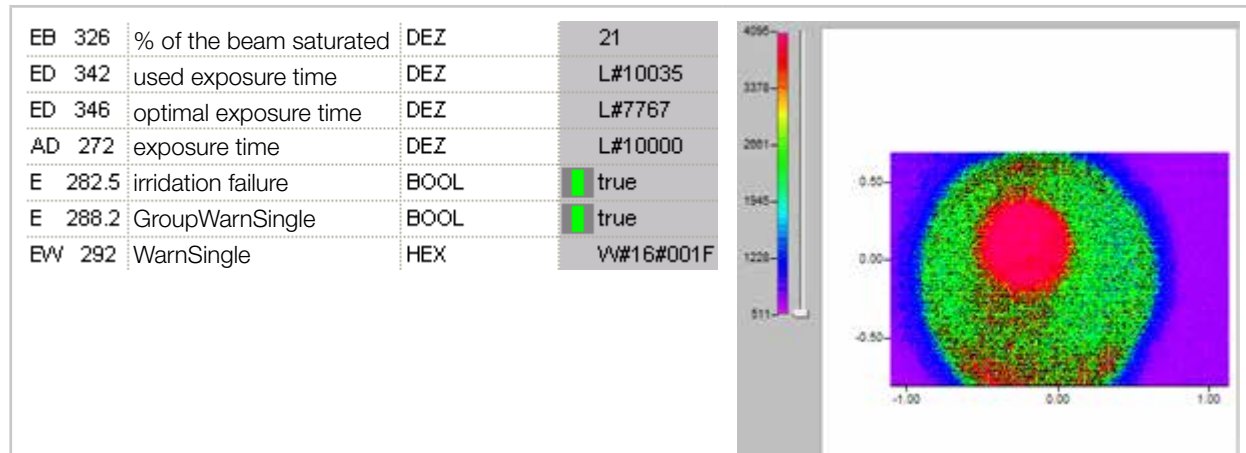 EB 326 % of the beam saturated DEZ 21
ED 342 used exposure time DEZ L#10035
ED 346 optimal exposure time DEZ L#7767
AD 272 exposure time DEZ L#10000
E 282.5 irridation failure BOOL true
E 288.2 GroupWarnSingle BOOL true
EW 292 WarnSingle HEX W#16#001F
4095
3378
2661
1945
1228
511
0.50
0.00
-0.50
-1.00 0.00 1.00